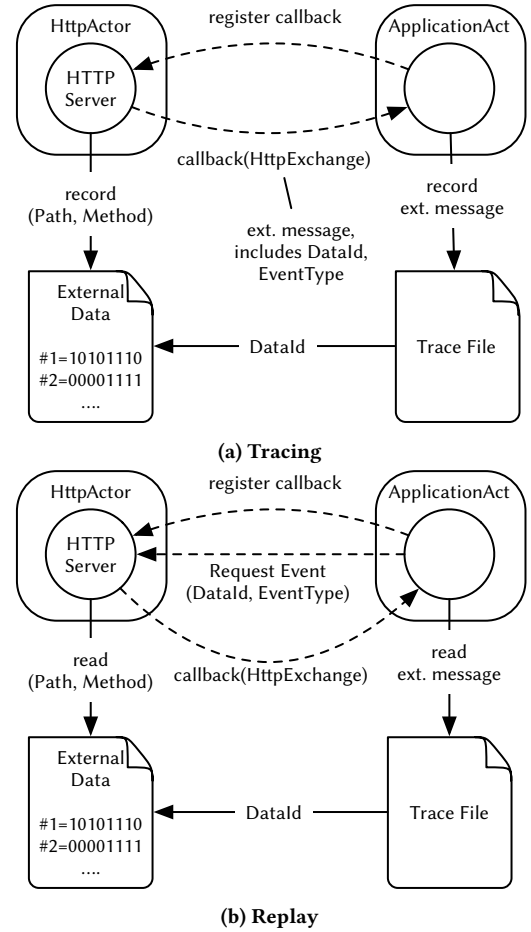 HttpActor
register callback
ApplicationAct
HTTP
Server
callback(HttpExchange)
record
(Path, Method)
record
ext. message
ext. message,
includes DataId,
EventType
External
Data
#1=10101110
#2=00001111
....
DataId
Trace File
(a) Tracing
HttpActor
register callback
ApplicationAct
HTTP
Server
Request Event
(DataId, EventType)
callback(HttpExchange)
read
(Path, Method)
read
ext. message
External
Data
#1=10101110
#2=00001111
....
DataId
Trace File
(b) Replay